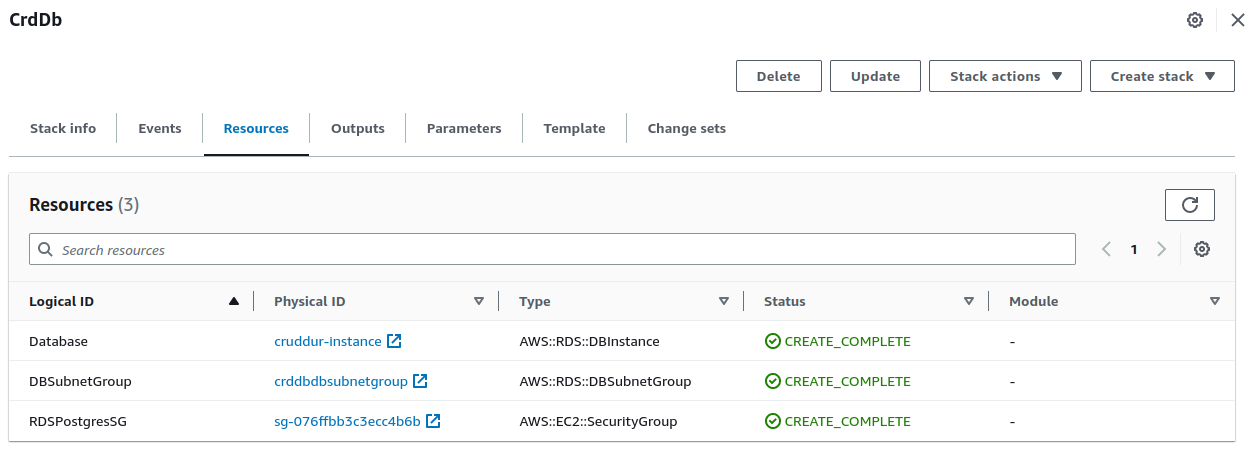 CrdDb
Delete Update Stack actions Create stack
Stack info Events Resources Outputs Parameters Template Change sets
Resources (3)
Search resources 1
Logical ID Physical ID Type Status Module
Database cruddur-instance AWS::RDS::DBInstance CREATE_COMPLETE -
DBSubnetGroup crddbdbsubnetgroup AWS::RDS::DBSubnetGroup CREATE_COMPLETE -
RDSPostgresSG sg-076ffbb3c3ecc4b6b AWS::EC2::SecurityGroup CREATE_COMPLETE -